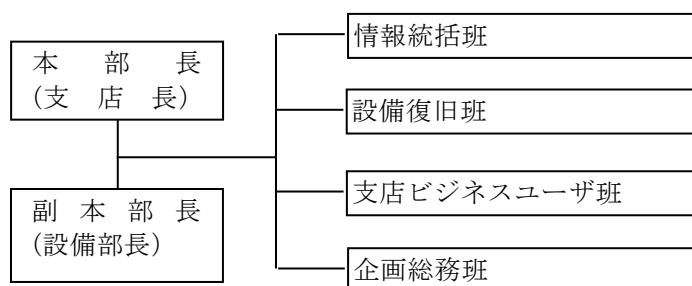 本部長
(支店長)
副本部長
(設備部長)
情報統括班
設備復旧班
支店ビジネスユーザ班
企画総務班